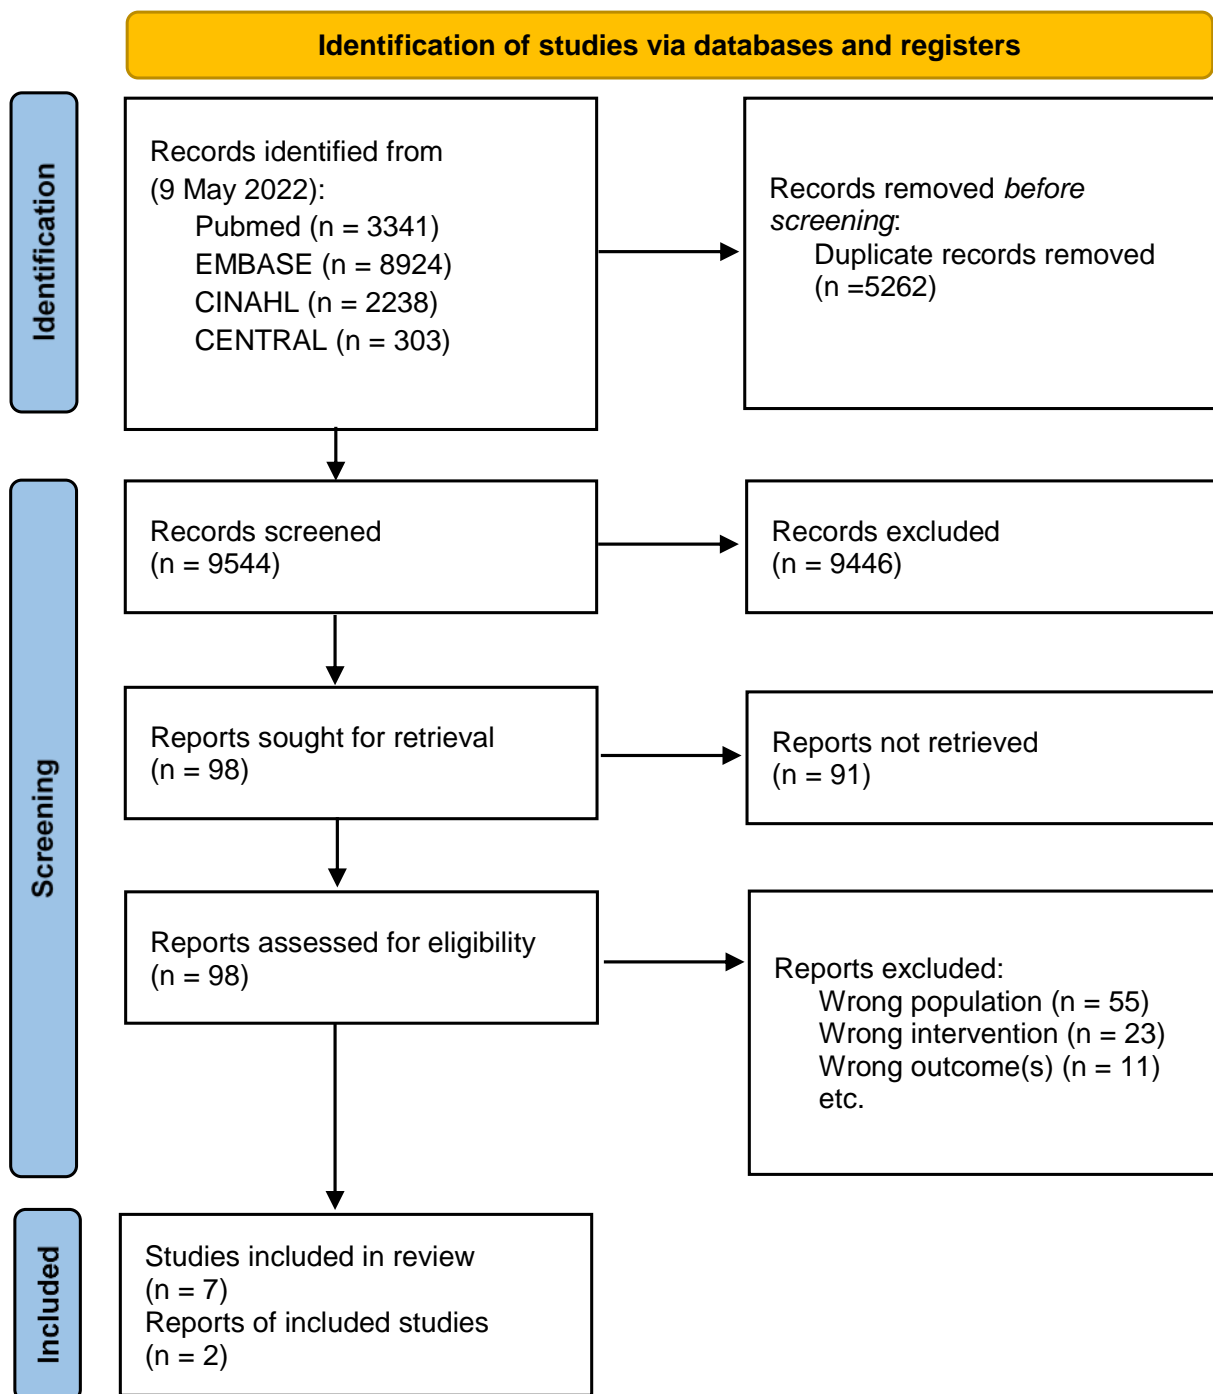 Identification of studies via databases and registers
Identification
Records identified from
(9 May 2022):
Pubmed (n = 3341)
EMBASE (n = 8924)
CINAHL (n = 2238)
CENTRAL (n = 303)
Records removed before
screening:
Duplicate records removed
(n =5262)
Screening
Records screened
(n = 9544)
Records excluded
(n = 9446)
Reports sought for retrieval
(n = 98)
Reports not retrieved
(n = 91)
Reports assessed for eligibility
(n = 98)
Reports excluded:
Wrong population (n = 55)
Wrong intervention (n = 23)
Wrong outcome(s) (n = 11)
etc.
Included
Studies included in review
(n = 7)
Reports of included studies
(n = 2)